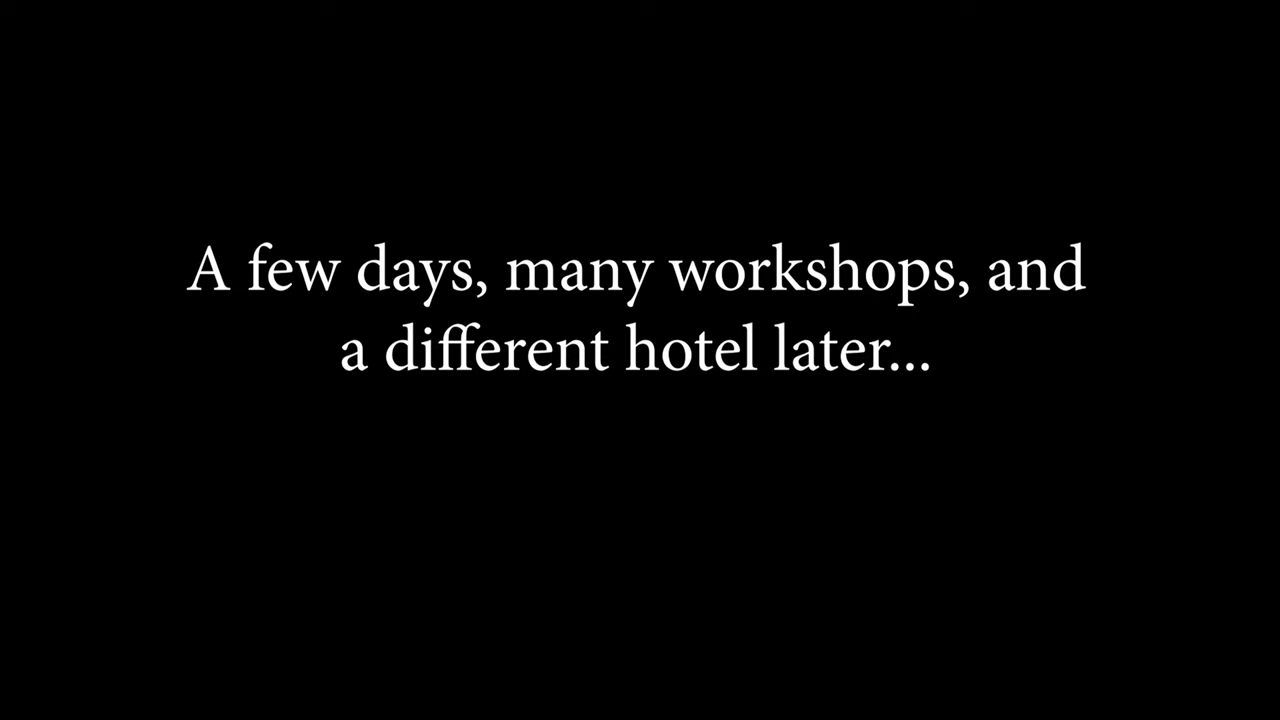 A few days, many workshops, and
a different hotel later...